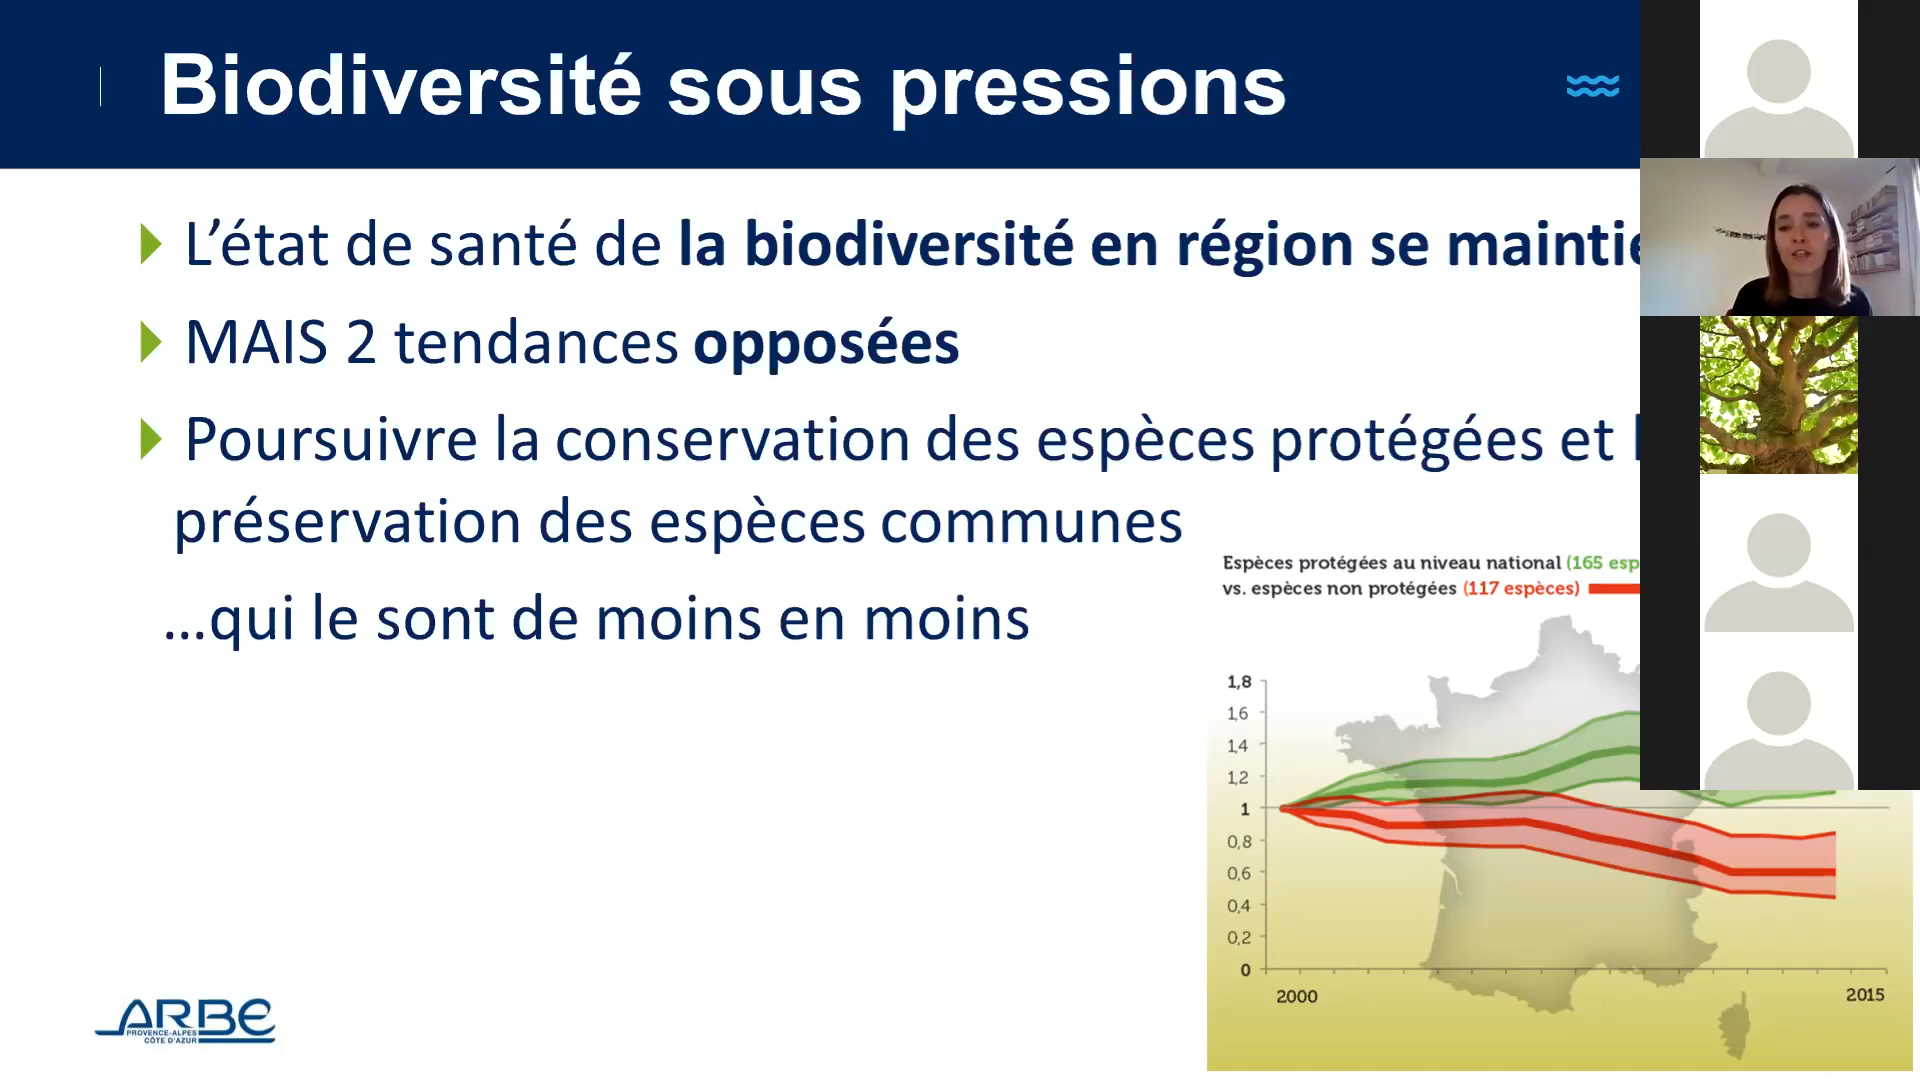 Biodiversité sous pressions
L’état de santé de la biodiversité en région se
MAIS 2 tendances opposées
Poursuivre la conservation des espèces protégées et
préservation des espèces communes
...qui le sont de moins en moins
Espèces protégées au niveau national (165
vs. espèces non protégées (117 espèces)
1,8
1,6
1,4
1,2
1
0,8
0,6
0,4
0,2
0
2000
2015
ARBE
PROVENCE-ALPES
CÔTE D'AZUR